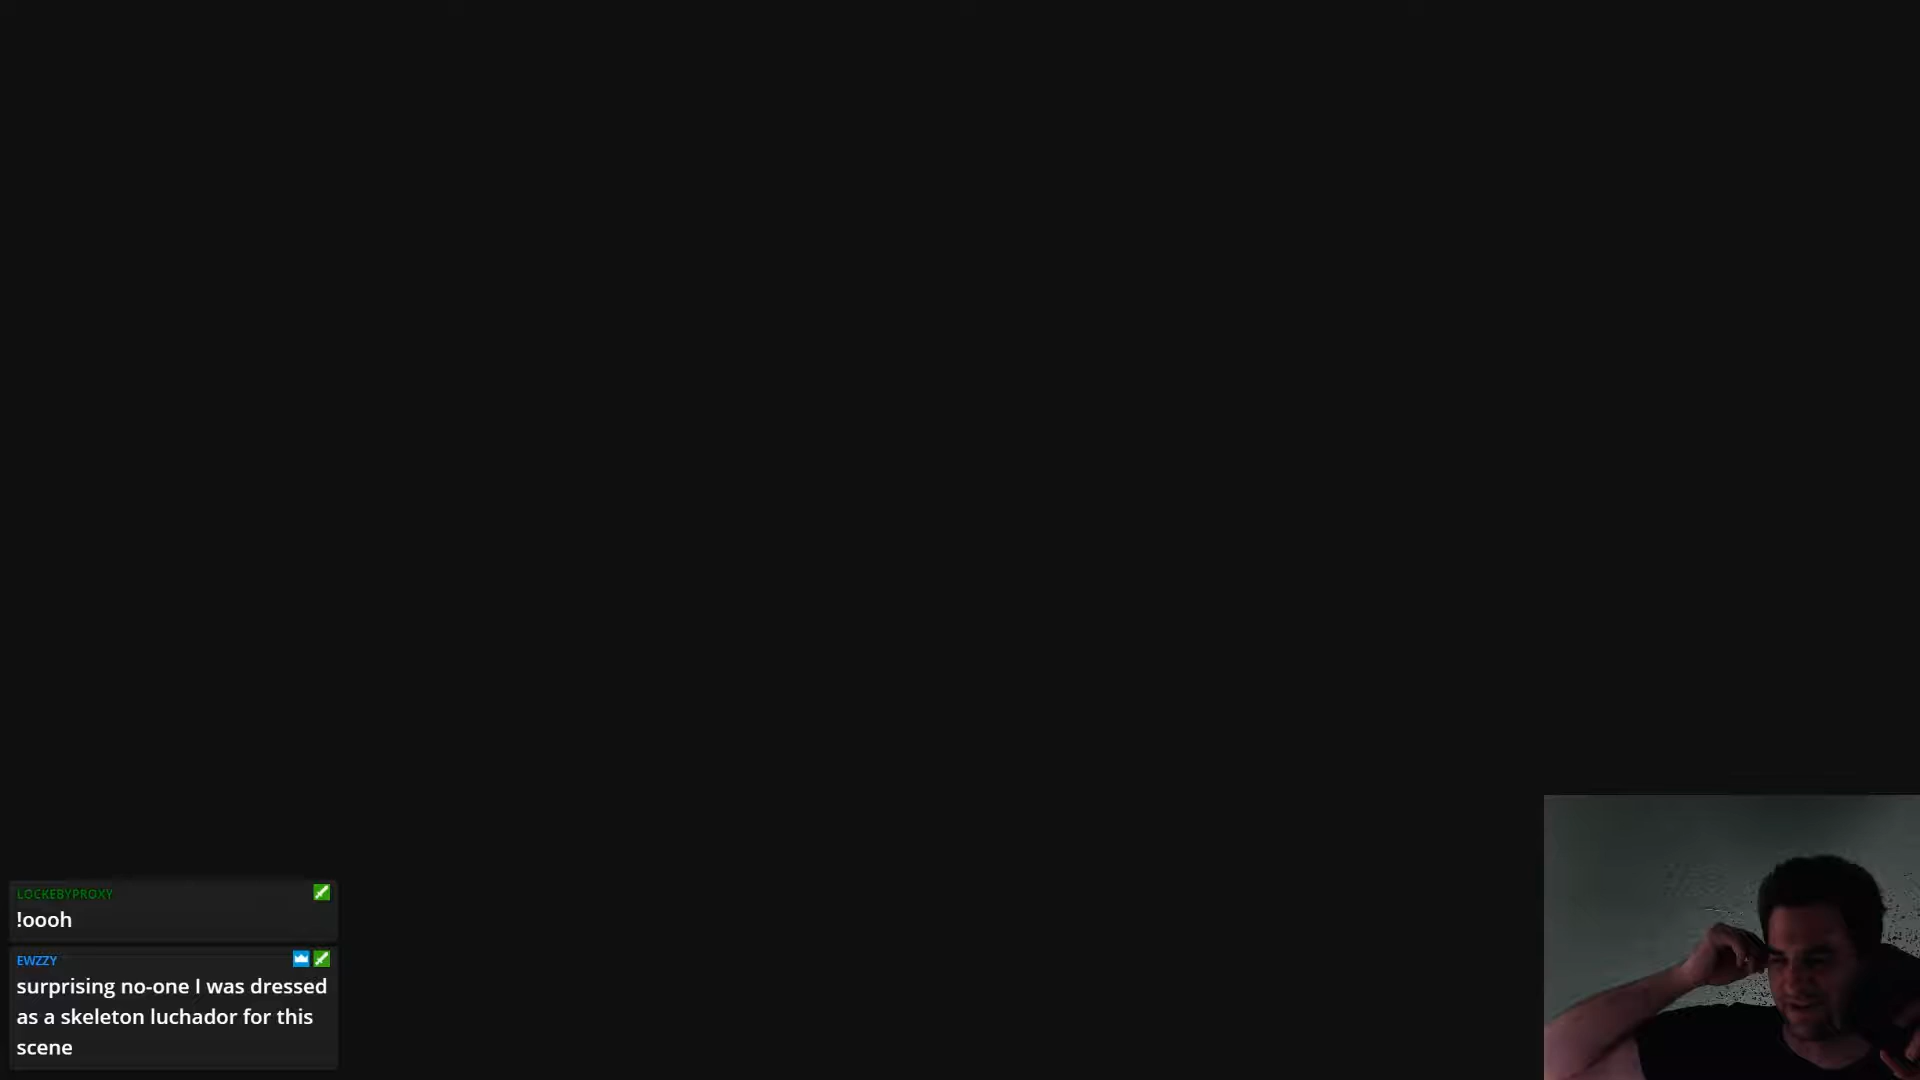 LOCKEBYPROXY
!oooh
EWZZY
surprising no-one I was dressed
as a skeleton luchador for this
scene